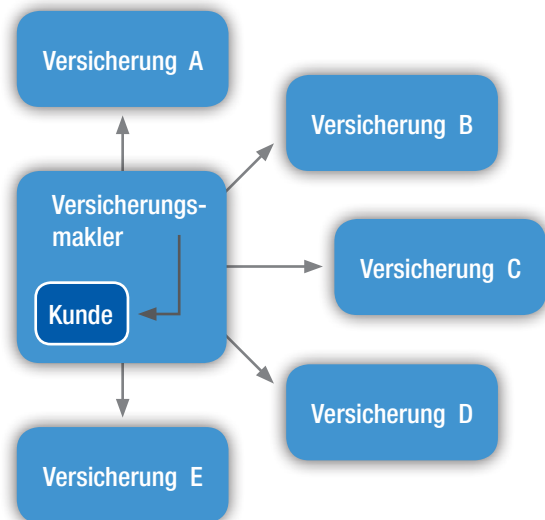 Versicherung A
Versicherung B
Versicherungs-
makler
Versicherung C
Kunde
Versicherung D
Versicherung E